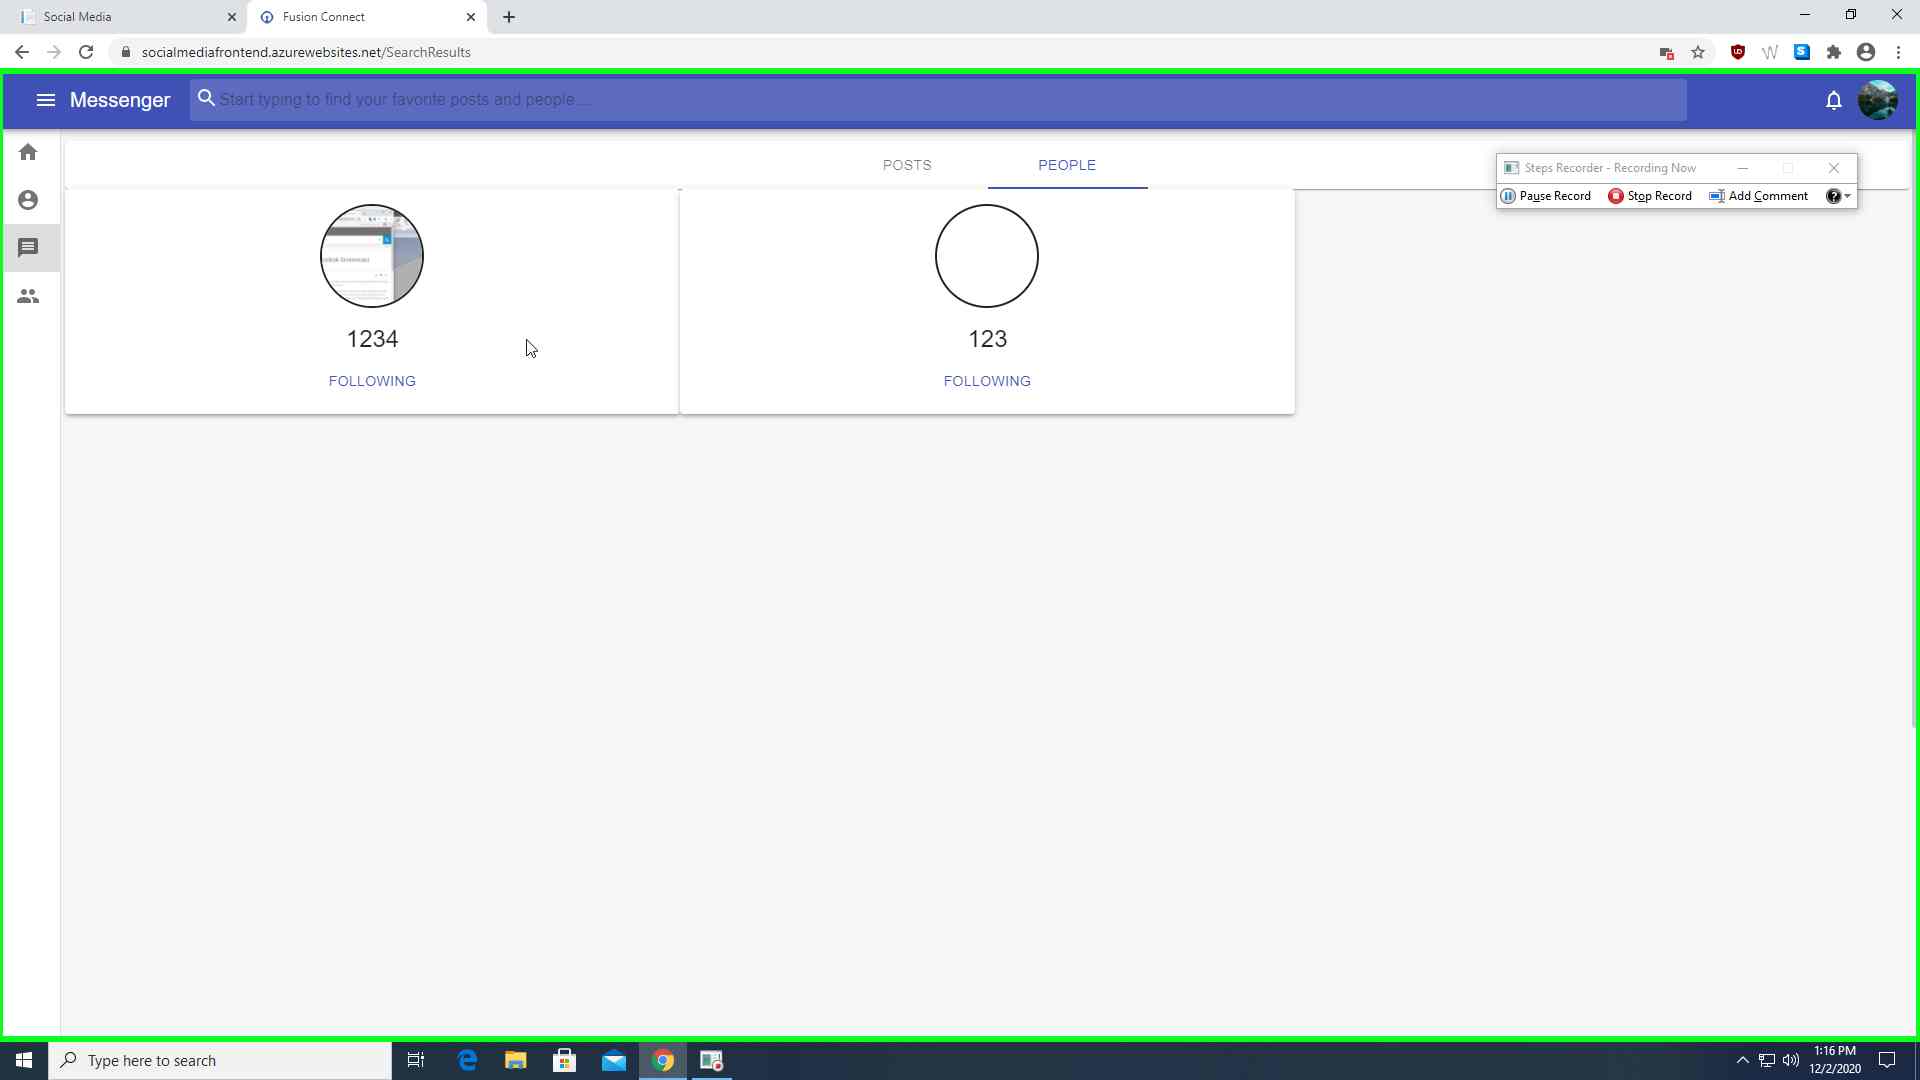 Social Media
Fusion Connect
socialmediafrontend.azurewebsites.net/SearchResults
Messenger
Start typing to find your favorite posts and people....
POSTS
PEOPLE
Steps Recorder - Recording Now
Pause Record
Stop Record
Add Comment
1234
FOLLOWING
123
FOLLOWING
Type here to search
1:16 PM
12/2/2020